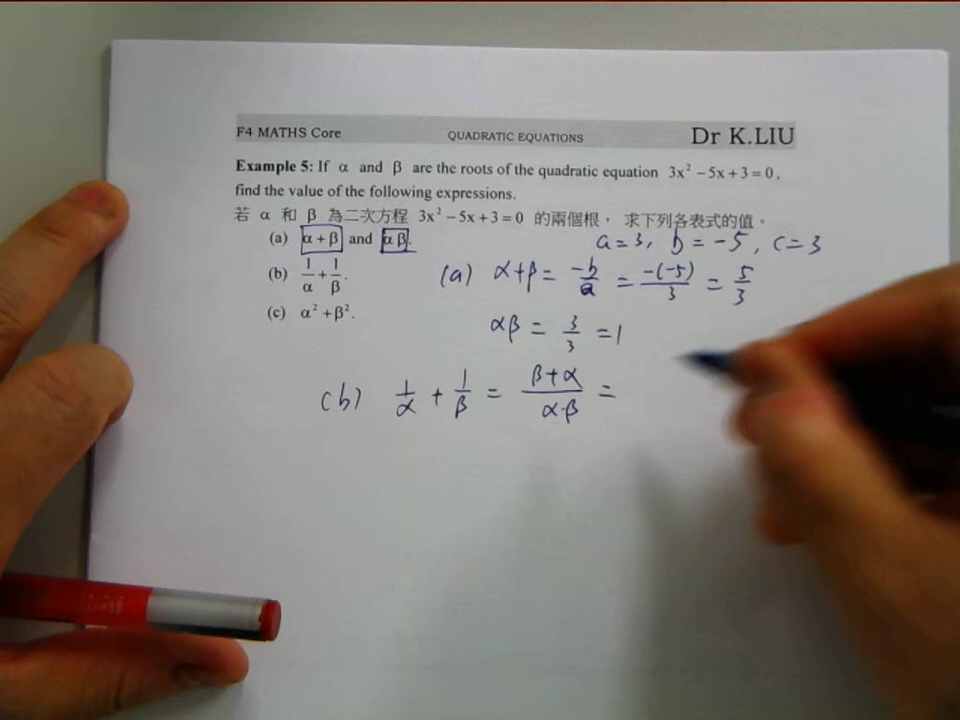 F4 MATHS Core QUADRATIC EQUATIONS Dr K.LIU
Example 5: If α and β are the roots of the quadratic equation 3x² − 5x + 3 = 0,
find the value of the following expressions.
若 α 和 β 為二次方程 3x² − 5x + 3 = 0 的兩個根，求下列各表式的值。
(a) α + β and α β.
a = 3, b = -5, c = 3
(b) 1/α + 1/β.
(a) α+β = -b/a = -(-5)/3 = 5/3
(c) α² + β².
αβ = 3/3 = 1
(b) 1/α + 1/β = β+α/α·β =